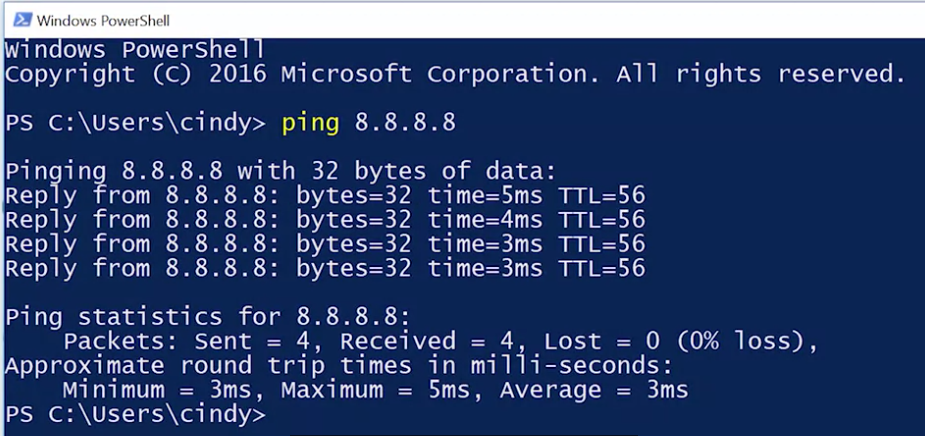 Windows PowerShell
Windows PowerShell
Copyright (C) 2016 Microsoft Corporation. All rights reserved.
PS C:\Users\cindy> ping 8.8.8.8
Pinging 8.8.8.8 with 32 bytes of data:
Reply from 8.8.8.8: bytes=32 time=5ms TTL=56
Reply from 8.8.8.8: bytes=32 time=4ms TTL=56
Reply from 8.8.8.8: bytes=32 time=3ms TTL=56
Reply from 8.8.8.8: bytes=32 time=3ms TTL=56
Ping statistics for 8.8.8.8:
Packets: Sent = 4, Received = 4, Lost = 0 (0% loss),
Approximate round trip times in milli-seconds:
Minimum = 3ms, Maximum = 5ms, Average = 3ms
PS C:\Users\cindy>